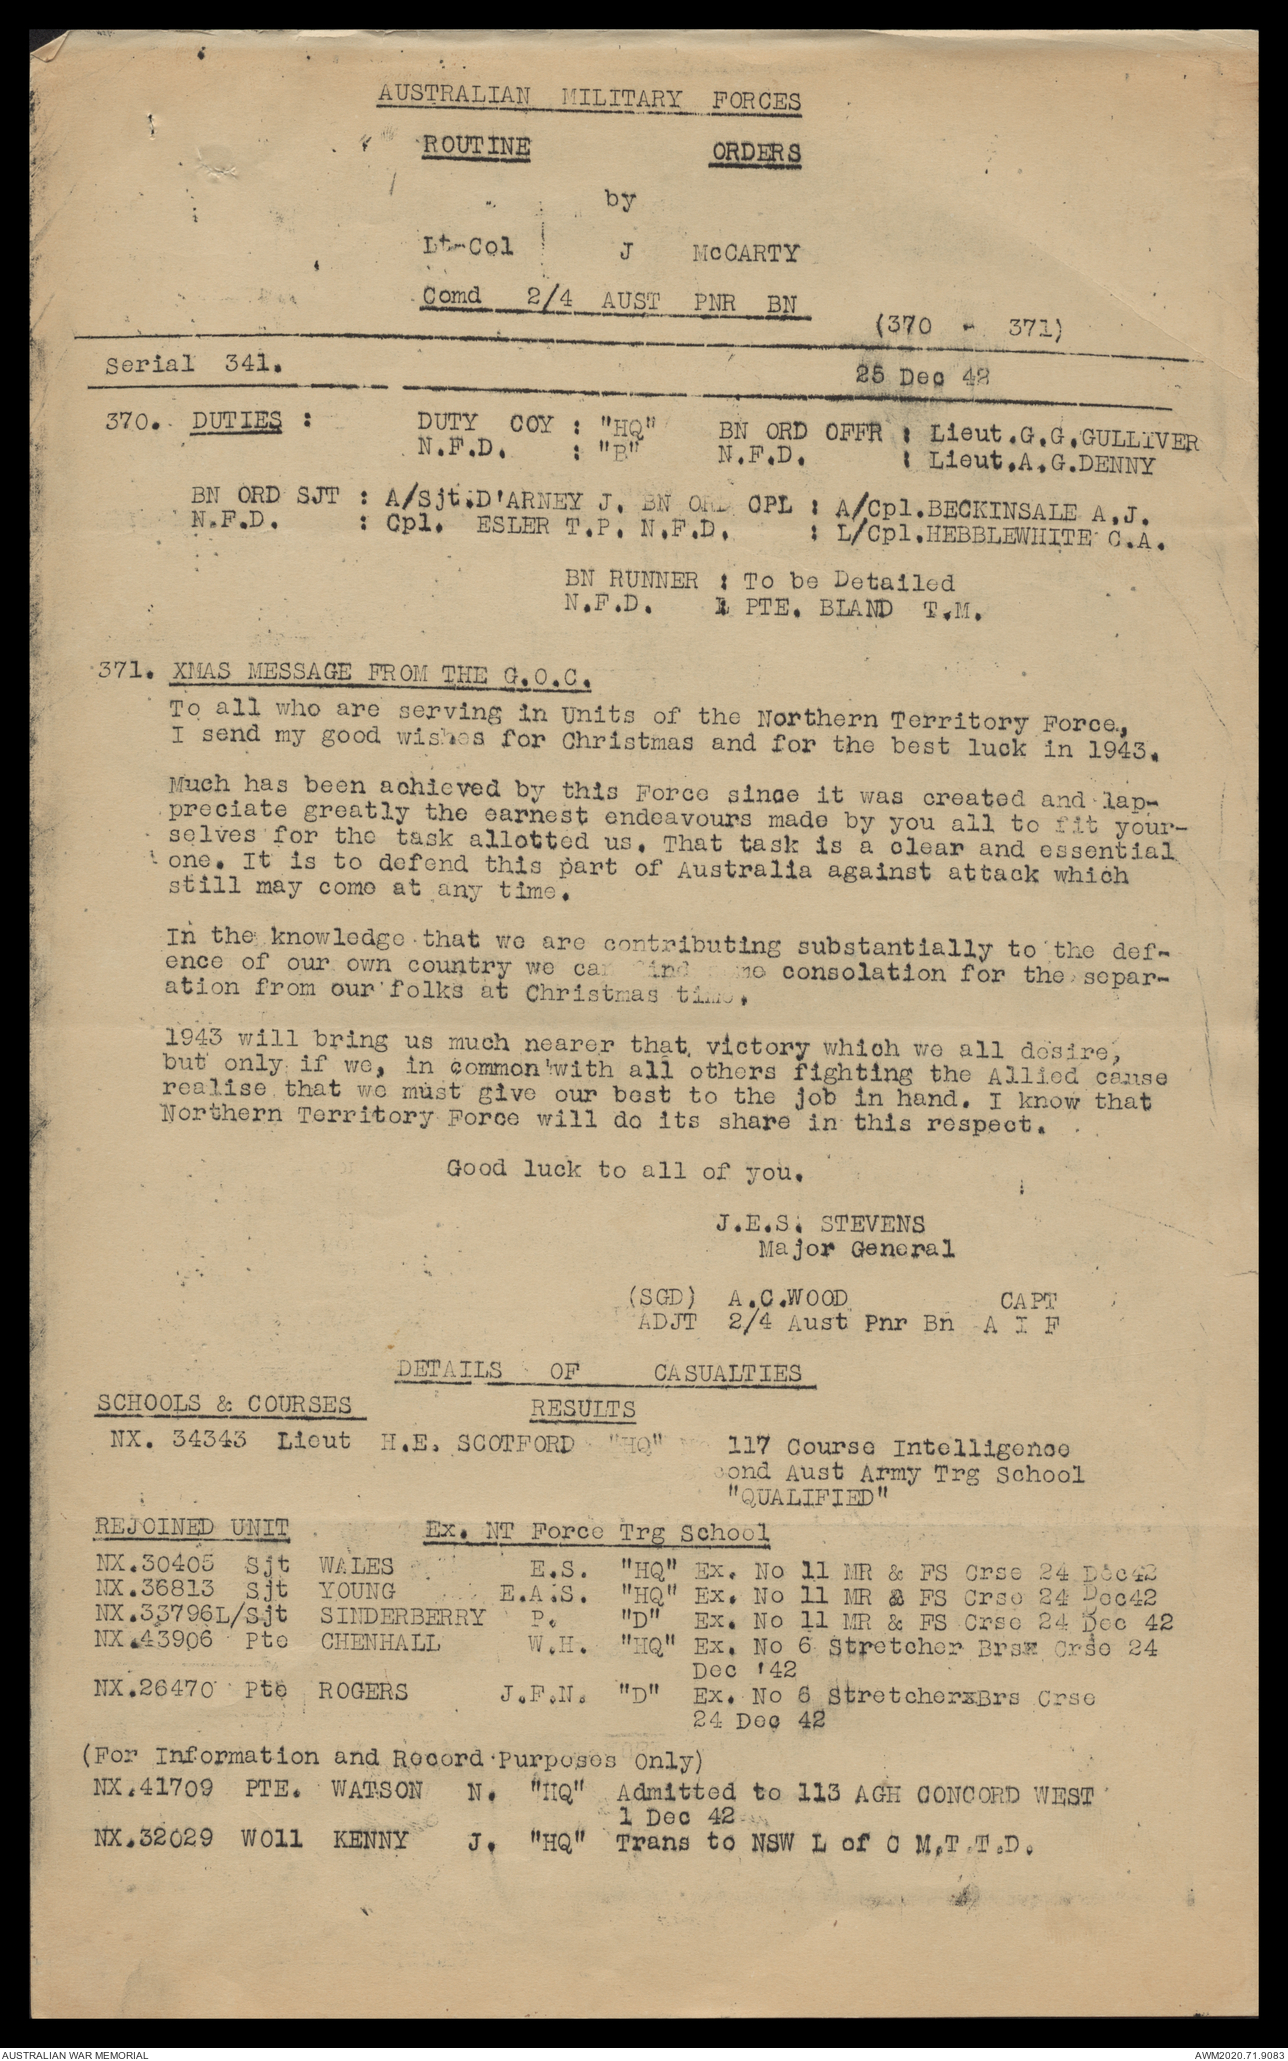 AUSTRALIAN MILITARY FORCES
ROUTINE ORDERS
by
Lt-Col J McCARTY
Comd 2/4 AUST PNR BN
(370 - 371)
Serial 341. 25 Dec 42
370. DUTIES : DUTY COY : "HQ" BN ORD OFFR : Lieut.G.G.GULLIVER
N.F.D. : "B" N.F.D. : Lieut.A.G.DENNY
BN ORD SJT : A/Sjt.D'ARNEY J. BN ORD CPL : A/Cpl.BECKINSALE A.J.
N.F.D. : Cpl. ESLER T.P. N.F.D. : L/Cpl.HEBBLEWHITE C.A.
BN RUNNER : To be Detailed
N.F.D. : PTE. BLAND T.M.
371. XMAS MESSAGE FROM THE G.O.C.
To all who are serving in Units of the Northern Territory Force,
I send my good wishes for Christmas and for the best luck in 1943.
Much has been achieved by this Force since it was created and Iap-
preciate greatly the earnest endeavours made by you all to fit your-
selves for the task allotted us. That task is a clear and essential
one. It is to defend this part of Australia against attack which
still may come at any time.
In the knowledge that we are contributing substantially to the def-
ence of our own country we can find some consolation for the separ-
ation from our folks at Christmas time.
1943 will bring us much nearer that victory which we all desire,
but only if we, in common with all others fighting the Allied cause
realise that we must give our best to the job in hand. I know that
Northern Territory Force will do its share in this respect.
Good luck to all of you.
J.E.S. STEVENS
Major General
(SGD) A.C.WOOD CAPT
ADJT 2/4 Aust Pnr Bn A I F
DETAILS OF CASUALTIES
SCHOOLS & COURSES RESULTS
NX. 34343 Lieut H.E. SCOTFORD "HQ" No 117 Course Intelligence
cond Aust Army Trg School
"QUALIFIED"
REJOINED UNIT Ex. NT Force Trg School
NX.30405 Sjt WALES E.S. "HQ" Ex. No 11 MR & FS Crse 24 Dec42
NX.36813 Sjt YOUNG E.A.S. "HQ" Ex. No 11 MR & FS Crse 24 Dec42
NX.33796L/Sjt SINDERBERRY P. "D" Ex. No 11 MR & FS Crse 24 Dec 42
NX.43906 Pte CHENHALL W.H. "HQ" Ex. No 6 Stretcher Brsx Crse 24
Dec '42
NX.26470 Pte ROGERS J.F.N. "D" Ex. No 6 StretcherxBrs Crse
24 Dec 42
(For Information and Record Purposes Only)
NX.41709 PTE. WATSON N. "HQ" Admitted to 113 AGH CONCORD WEST
1 Dec 42
NX.32029 WO11 KENNY J. "HQ" Trans to NSW L of C M.T.T.D.
AUSTRALIAN WAR MEMORIAL AWM2020.71.9083